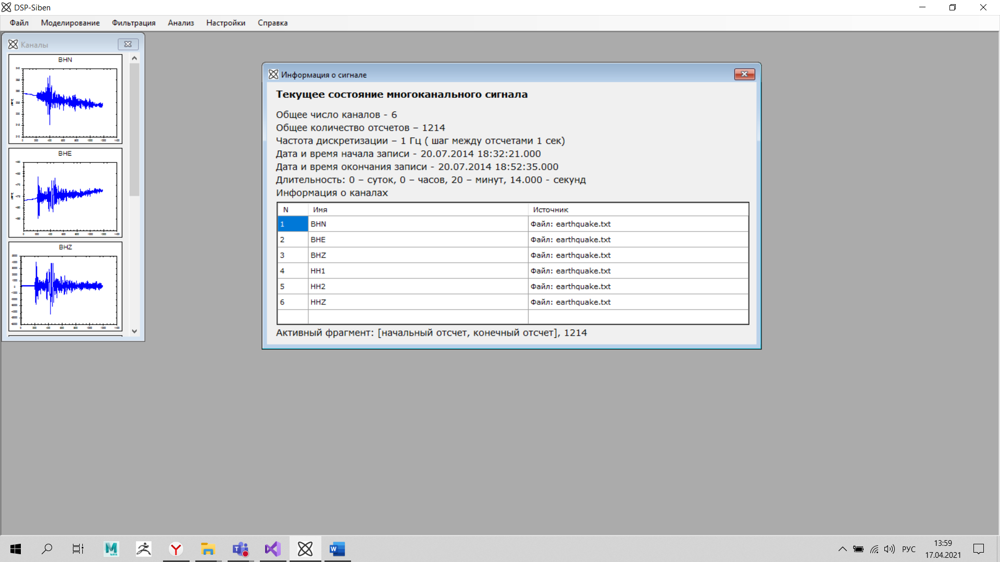 DSP-Siben
Файл Моделирование Фильтрация Анализ Настройки Справка
Каналы
BHN
BHE
BHZ
Информация о сигнале
Текущее состояние многоканального сигнала
Общее число каналов - 6
Общее количество отсчетов – 1214
Частота дискретизации – 1 Гц ( шаг между отсчетами 1 сек)
Дата и время начала записи - 20.07.2014 18:32:21.000
Дата и время окончания записи - 20.07.2014 18:52:35.000
Длительность: 0 – суток, 0 – часов, 20 – минут, 14.000 - секунд
Информация о каналах
N Имя Источник
1 BHN Файл: earthquake.txt
2 BHE Файл: earthquake.txt
3 BHZ Файл: earthquake.txt
4 HH1 Файл: earthquake.txt
5 HH2 Файл: earthquake.txt
6 HHZ Файл: earthquake.txt
Активный фрагмент: [начальный отсчет, конечный отсчет], 1214
РУС
13:59
17.04.2021